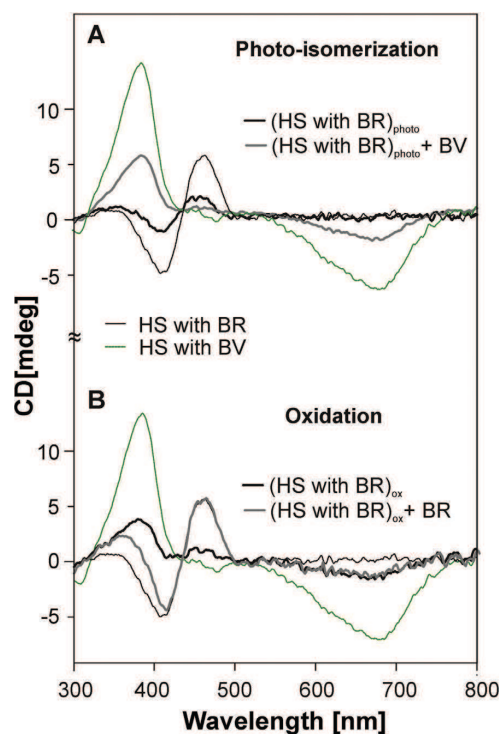 A
Photo-isomerization
(HS with BR)photo
(HS with BR)photo+ BV
10
5
0
-5
HS with BR
HS with BV
≈
CD[mdeg]
B
Oxidation
(HS with BR)ox
(HS with BR)ox+ BR
10
5
0
-5
300 400 500 600 700 800
Wavelength [nm]